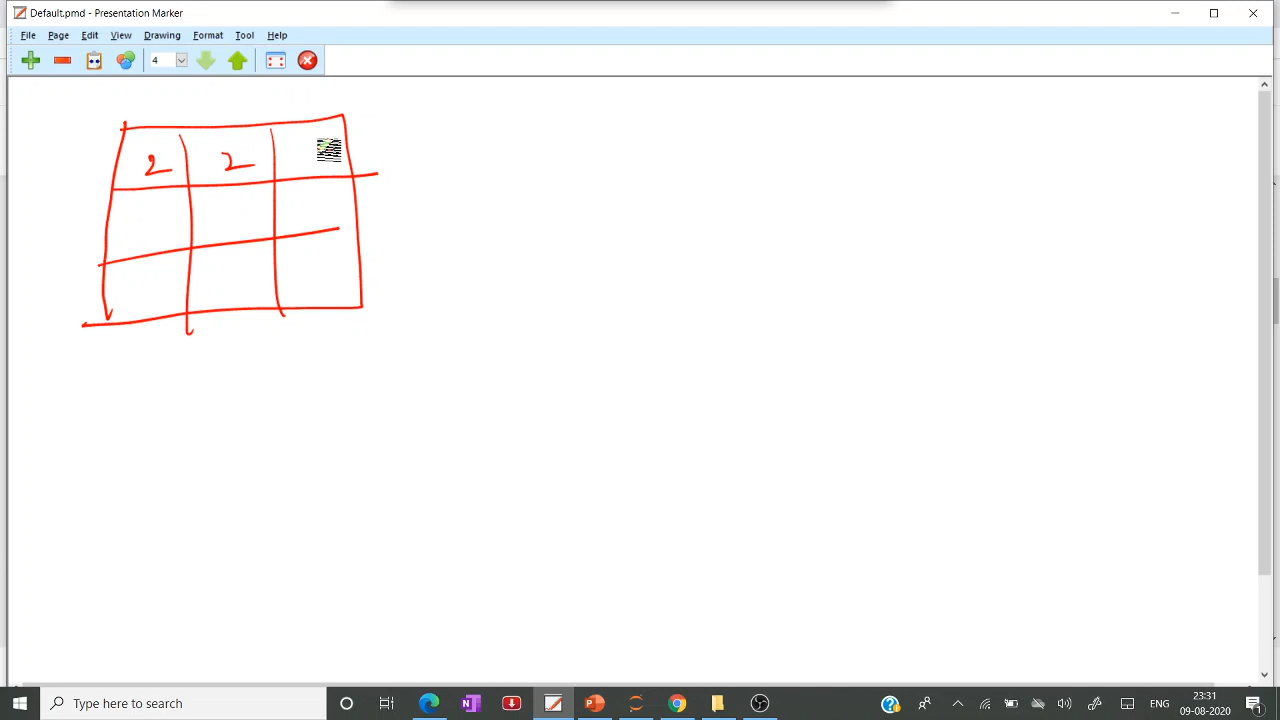 Default.pmd - Presentation Marker
File Page Edit View Drawing Format Tool Help
4
2 2
Type here to search
ENG
23:31
09-08-2020
1